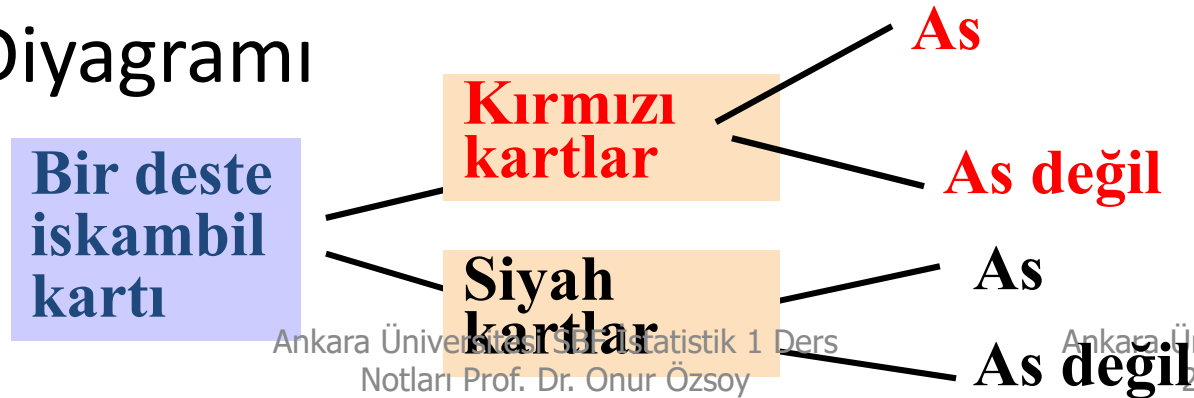 Diyagramı
As
Kırmızı
kartlar
Bir deste
iskambil
kartı
As değil
Siyah
kartlar
As
As değil
Ankara Üniversitesi SBF İstatistik 1 Ders
Notları Prof. Dr. Onur Özsoy
Ankara